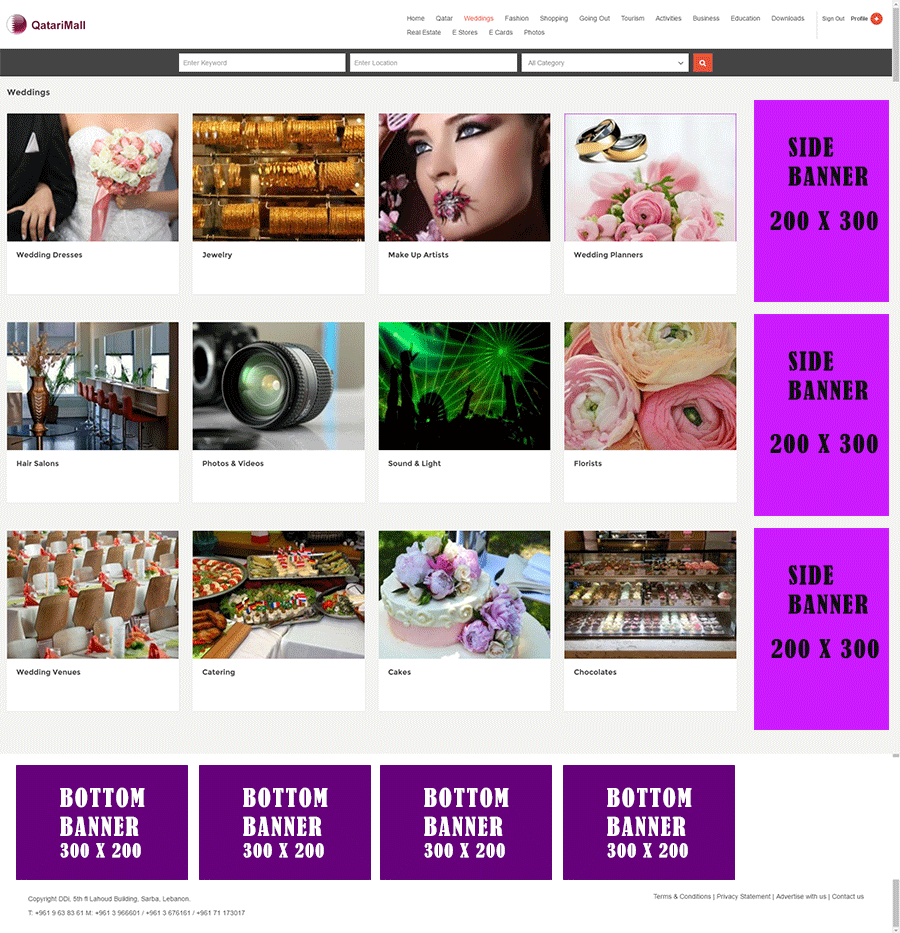 QatariMall
Home Qatar Weddings Fashion Shopping Going Out Tourism Activities Business Education Downloads
Real Estate E Stores E Cards Photos
Sign Out Profile
Enter Keyword Enter Location All Category
Weddings
Wedding Dresses Jewelry Make Up Artists Wedding Planners
SIDE
BANNER
200 X 300
Hair Salons Photos & Videos Sound & Light Florists
SIDE
BANNER
200 X 300
Wedding Venues Catering Cakes Chocolates
SIDE
BANNER
200 X 300
BOTTOM BOTTOM BOTTOM BOTTOM
BANNER BANNER BANNER BANNER
300 X 200 300 X 200 300 X 200 300 X 200
Copyright DDi, 5th fl Lahoud Building, Sarba, Lebanon.
T: +961 9 63 83 61 M: +961 3 966601 / +961 3 676161 / +961 71 173017
Terms & Conditions | Privacy Statement | Advertise with us | Contact us